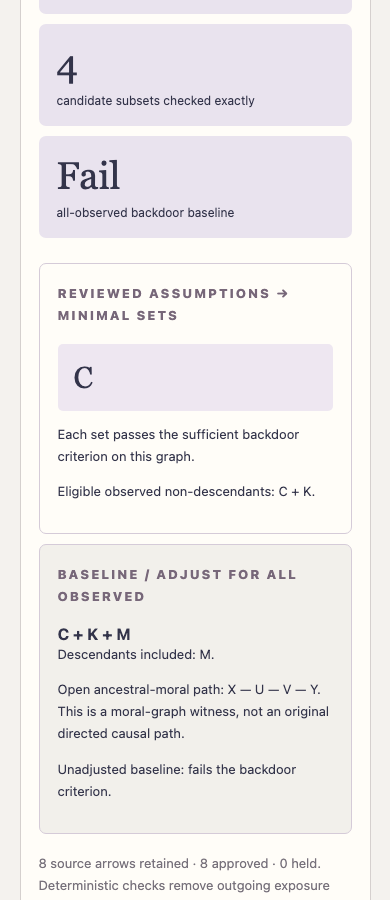 4
candidate subsets checked exactly
Fail
all-observed backdoor baseline
REVIEWED ASSUMPTIONS →
MINIMAL SETS
C
Each set passes the sufficient backdoor
criterion on this graph.
Eligible observed non-descendants: C + K.
BASELINE / ADJUST FOR ALL
OBSERVED
C + K + M
Descendants included: M.
Open ancestral-moral path: X — U — V — Y.
This is a moral-graph witness, not an original
directed causal path.
Unadjusted baseline: fails the backdoor
criterion.
8 source arrows retained · 8 approved · 0 held.
Deterministic checks remove outgoing exposure